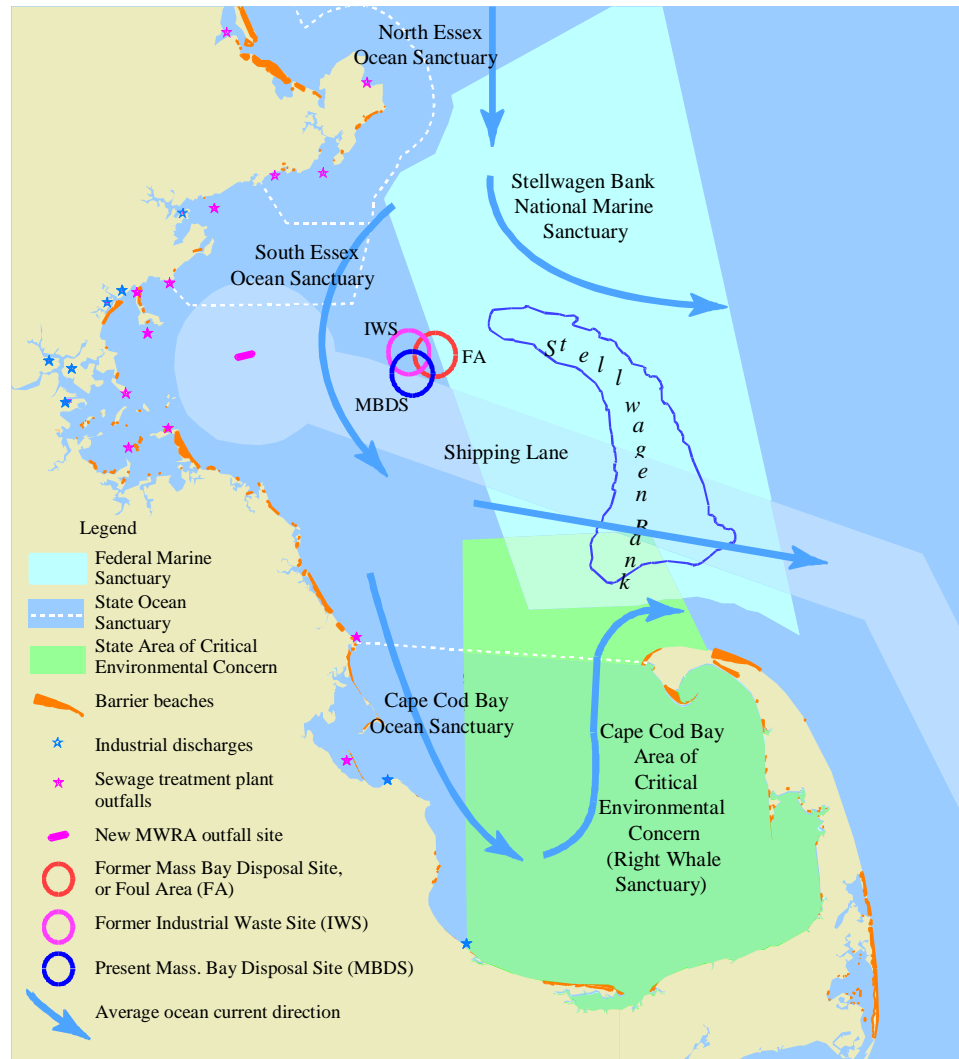 North Essex
Ocean Sanctuary
Stellwagen Bank
National Marine
Sanctuary
South Essex
Ocean Sanctuary
IWS
FA
MBDS
Stellwagen Bank
Shipping Lane
Legend
Federal Marine
Sanctuary
State Ocean
Sanctuary
State Area of Critical
Environmental Concern
Barrier beaches
Industrial discharges
Sewage treatment plant
outfalls
New MWRA outfall site
Former Mass Bay Disposal Site,
or Foul Area (FA)
Former Industrial Waste Site (IWS)
Present Mass. Bay Disposal Site (MBDS)
Average ocean current direction
Cape Cod Bay
Ocean Sanctuary
Cape Cod Bay
Area of
Critical
Environmental
Concern
(Right Whale
Sanctuary)